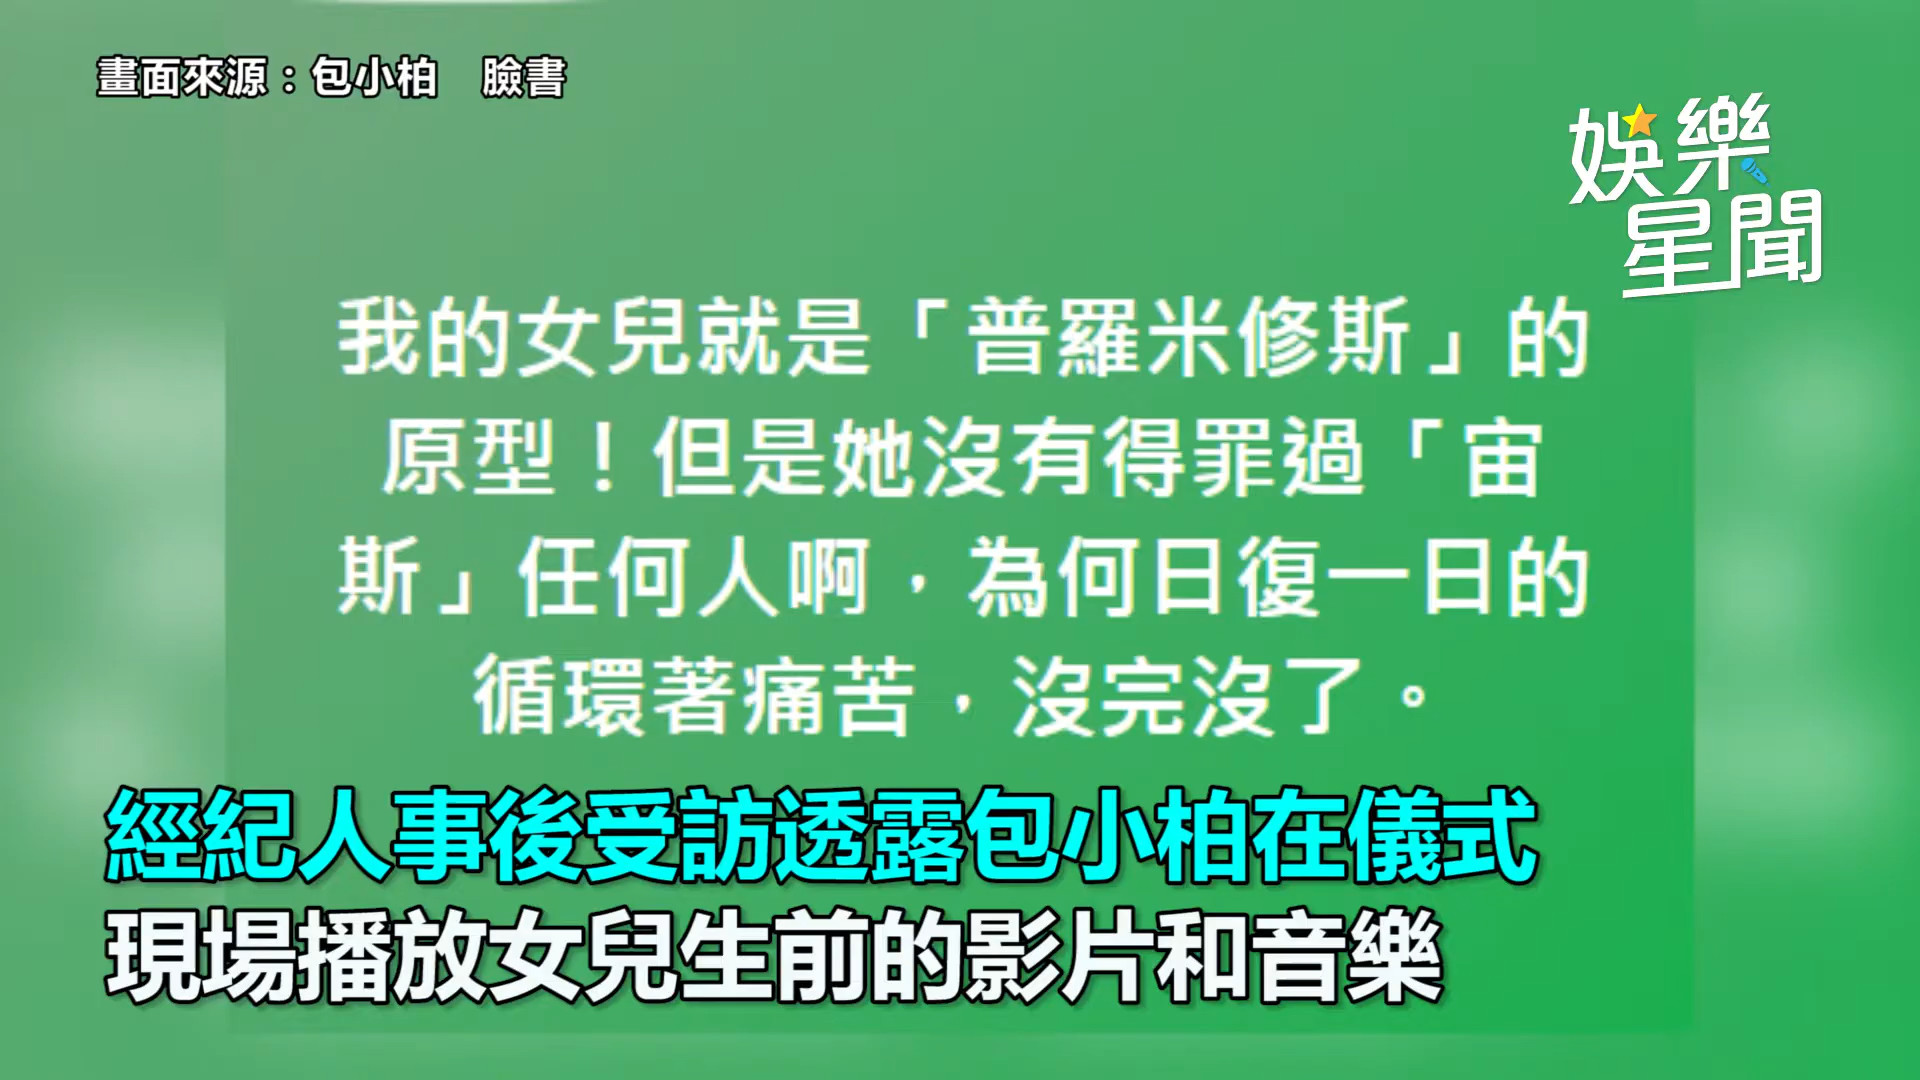 畫面來源：包小柏　臉書
娛樂
星聞
我的女兒就是「普羅米修斯」的
原型！但是她沒有得罪過「宙
斯」任何人啊，為何日復一日的
循環著痛苦，沒完沒了。
經紀人事後受訪透露包小柏在儀式
現場播放女兒生前的影片和音樂